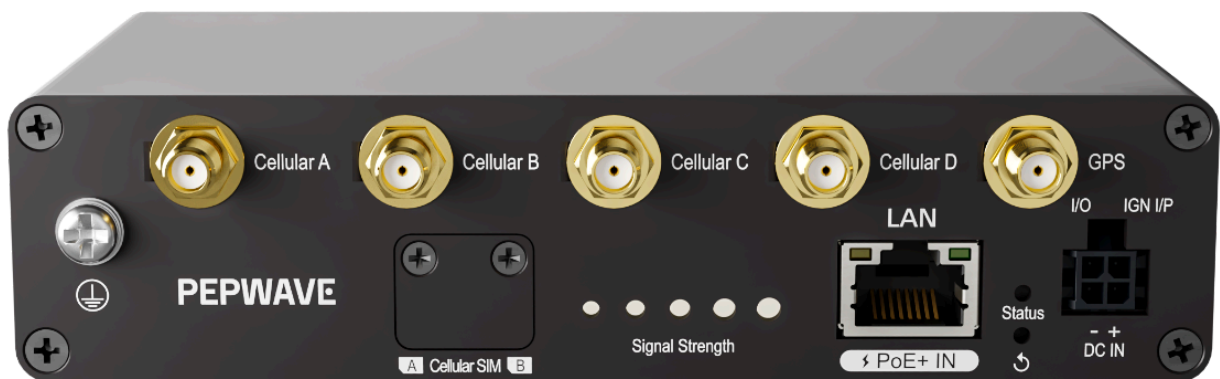 Cellular A
Cellular B
Cellular C
Cellular D
GPS
I/O IGN I/P
LAN
PEPWAVE
Status
Signal Strength
- +
DC IN
A Cellular SIM B
PoE+ IN